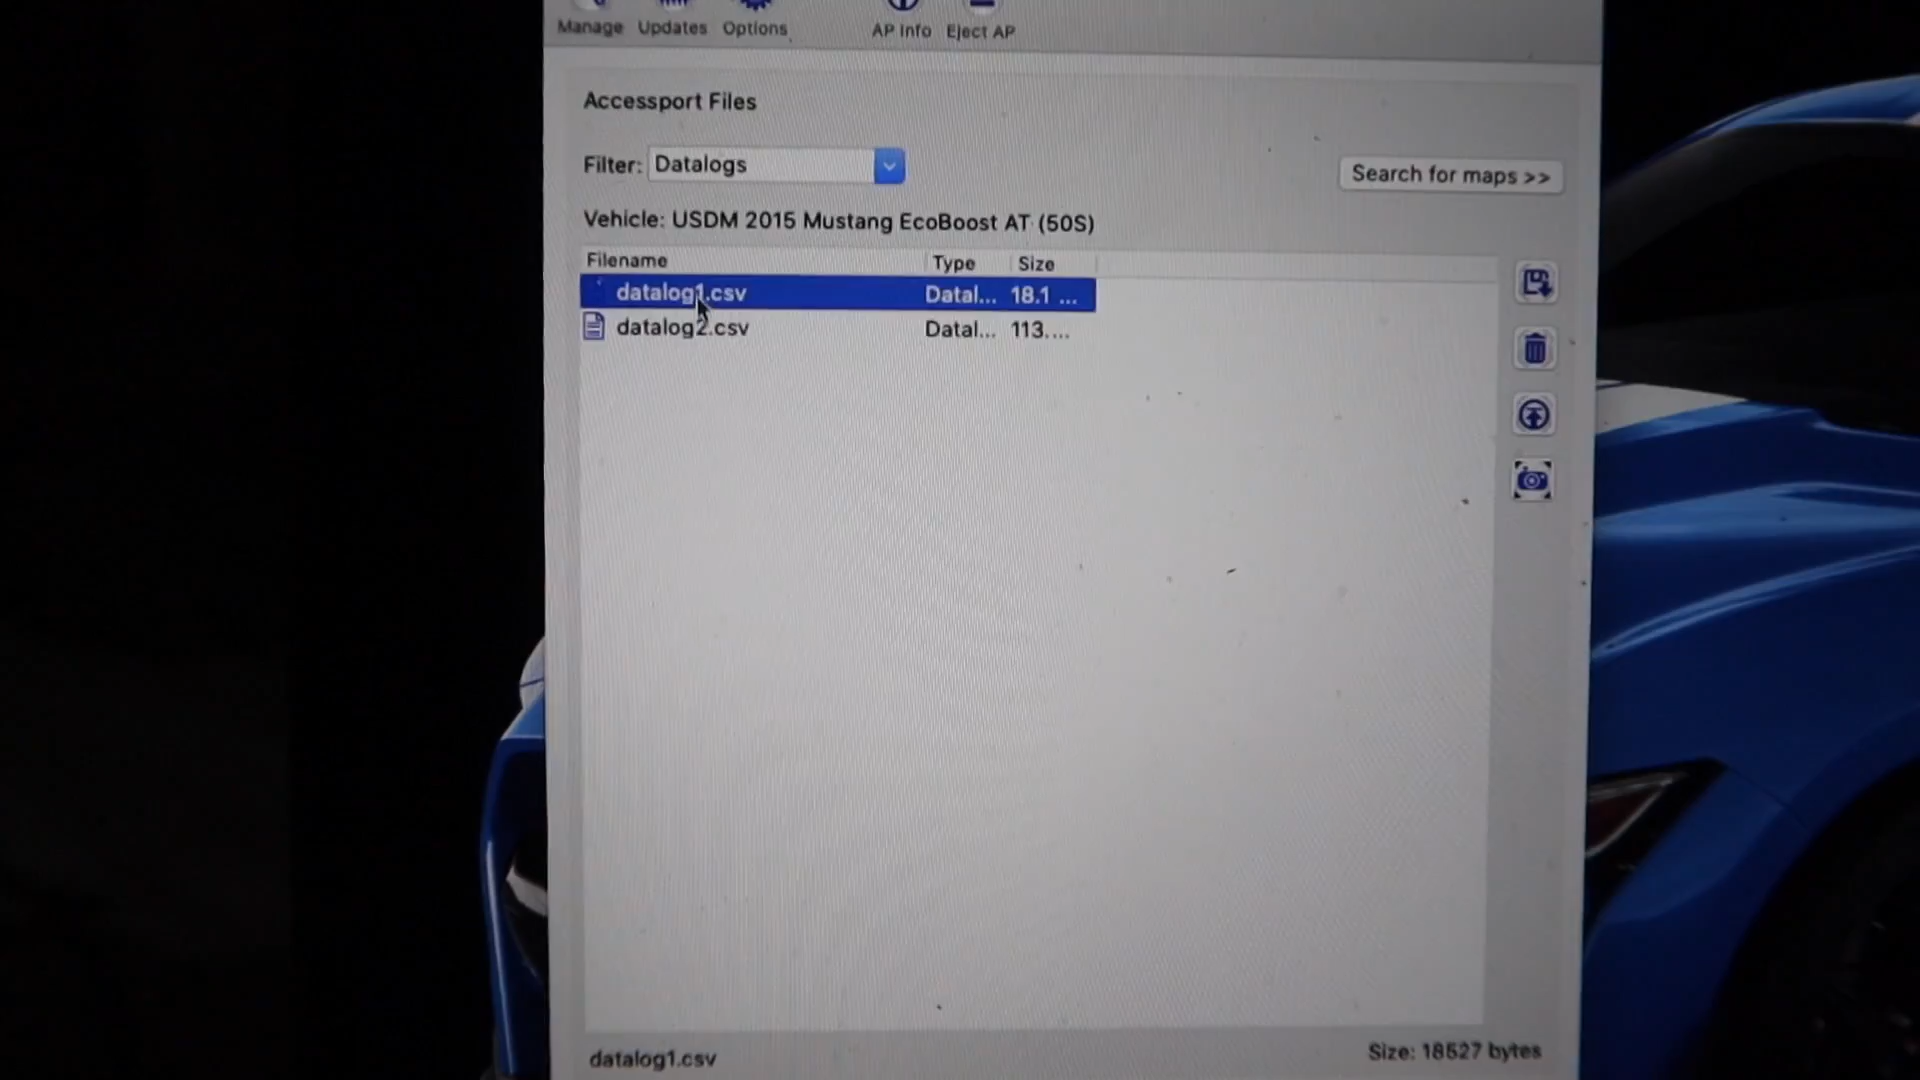 Manage Updates Options AP Info Eject AP
Accessport Files
Filter: Datalogs
Search for maps >>
Vehicle: USDM 2015 Mustang EcoBoost AT (50S)
Filename Type Size
datalog1.csv Datal... 18.1 ...
datalog2.csv Datal... 113....
datalog1.csv Size: 18527 bytes